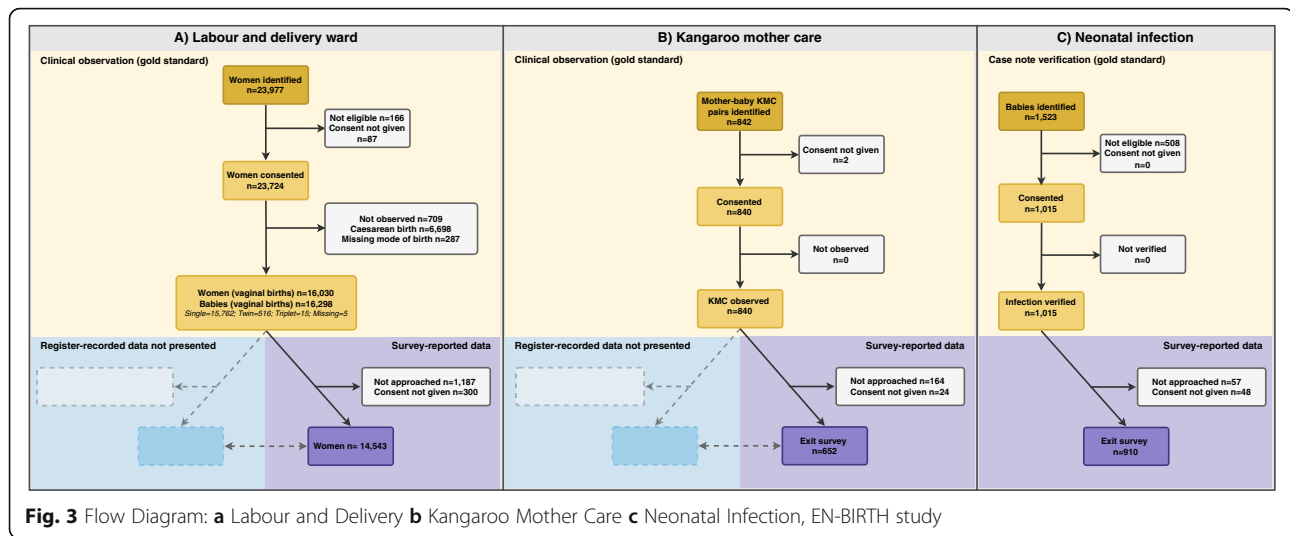 A) Labour and delivery ward
Clinical observation (gold standard)
Women identified
n=23,977
Not eligible n=166
Consent not given
n=87
Women consented
n=23,724
Not observed n=709
Caesarean birth n=6,698
Missing mode of birth n=287
Women (vaginal births) n=16,030
Babies (vaginal births) n=16,298
Single=15,762; Twin=516; Triplet=15; Missing=5
Register-recorded data not presented
Survey-reported data
Not approached n=1,187
Consent not given n=300
Women n= 14,543
B) Kangaroo mother care
Clinical observation (gold standard)
Mother-baby KMC
pairs identified
n=842
Consent not given
n=2
Consented
n=840
Not observed
n=0
KMC observed
n=840
Register-recorded data not presented
Survey-reported data
Not approached n=164
Consent not given n=24
Exit survey
n=652
C) Neonatal infection
Case note verification (gold standard)
Babies identified
n=1,523
Not eligible n=508
Consent not given
n=0
Consented
n=1,015
Not verified
n=0
Infection verified
n=1,015
Survey-reported data
Not approached n=57
Consent not given n=48
Exit survey
n=910
Fig. 3 Flow Diagram: a Labour and Delivery b Kangaroo Mother Care c Neonatal Infection, EN-BIRTH study